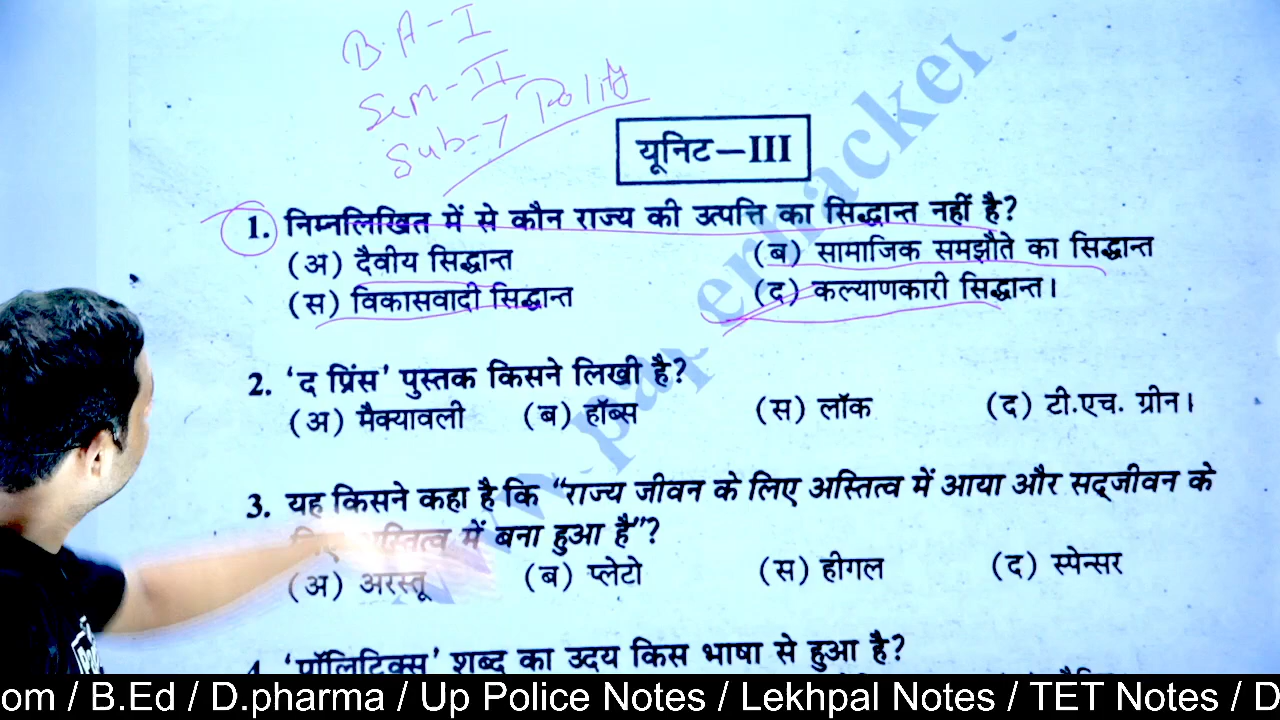 B.A-I
Sem-II
Sub-7 Polity
यूनिट-III
1. निम्नलिखित में से कौन राज्य की उत्पत्ति का सिद्धान्त नहीं है?
(अ) दैवीय सिद्धान्त (ब) सामाजिक समझौते का सिद्धान्त
(स) विकासवादी सिद्धान्त (द) कल्याणकारी सिद्धान्त।
2. 'द प्रिंस' पुस्तक किसने लिखी है?
(अ) मैक्यावली (ब) हॉब्स (स) लॉक (द) टी.एच. ग्रीन।
3. यह किसने कहा है कि "राज्य जीवन के लिए अस्तित्व में आया और सद्जीवन के
लिए अस्तित्व में बना हुआ है"?
(अ) अरस्तू (ब) प्लेटो (स) हीगल (द) स्पेन्सर
4. 'पॉलिटिक्स' शब्द का उदय किस भाषा से हुआ है?
om / B.Ed / D.pharma / Up Police Notes / Lekhpal Notes / TET Notes / D